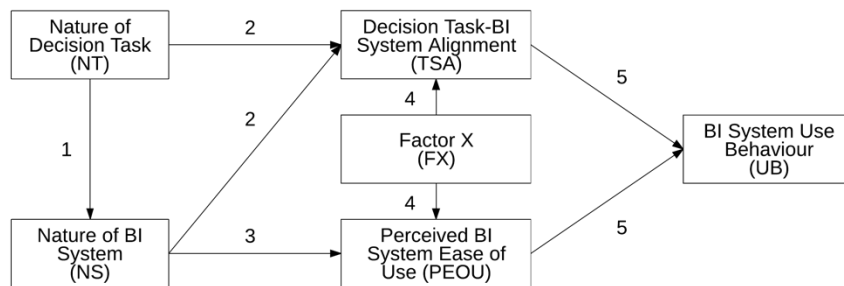 Nature of
Decision Task
(NT)
2
Decision Task-BI
System Alignment
(TSA)
5
2
4
1
Factor X
(FX)
BI System Use
Behaviour
(UB)
4
5
Nature of BI
System
(NS)
3
Perceived BI
System Ease of
Use (PEOU)